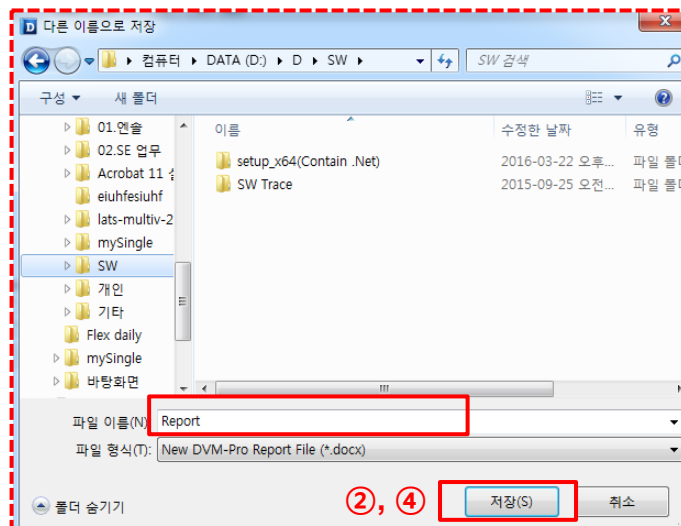 다른 이름으로 저장
컴퓨터 DATA (D:) D SW SW 검색
구성 새 폴더
이름 수정한 날짜 유형
01.엔솔
02.SE 업무
Acrobat 11
eiuhfesiuhf
lats-multiv-2
mySingle
SW
개인
기타
Flex daily
mySingle
바탕화면
setup_x64(Contain .Net) 2016-03-22 오후... 파일 폴더
SW Trace 2015-09-25 오전... 파일 폴더
파일 이름(N): Report
파일 형식(T): New DVM-Pro Report File (*.docx)
폴더 숨기기 ②, ④ 저장(S) 취소